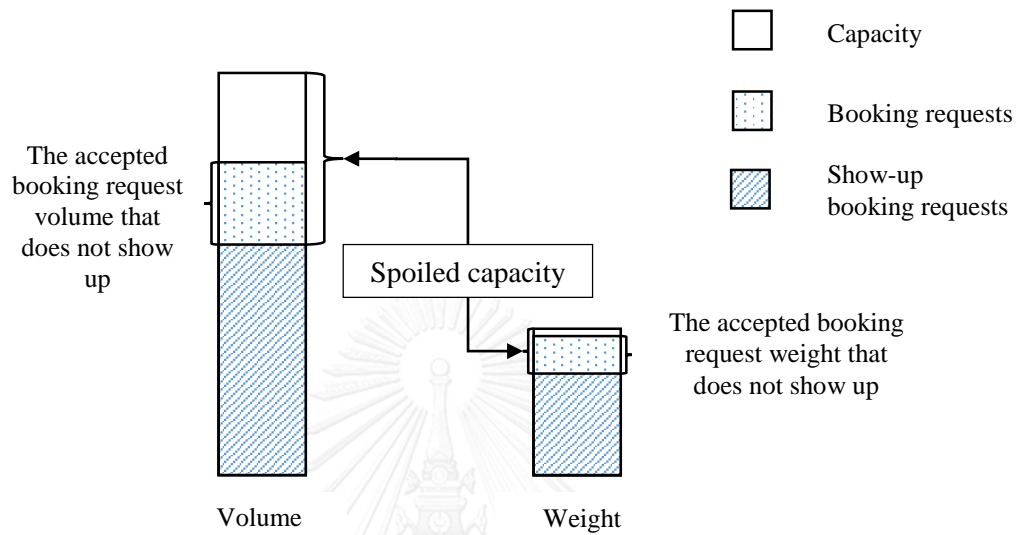 Capacity
Booking requests
Show-up
booking requests
The accepted
booking request
volume that
does not show
up
Spoiled capacity
The accepted booking
request weight that
does not show up
Volume
Weight